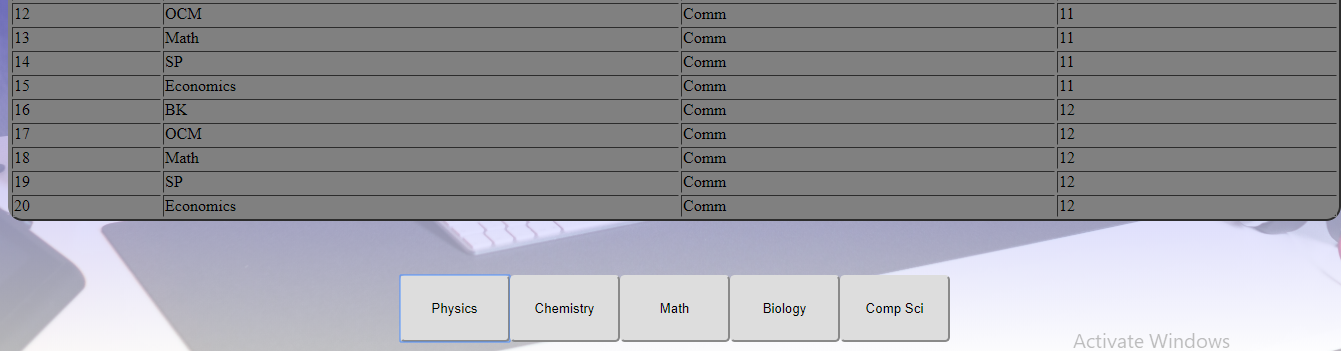 12 OCM Comm 11
13 Math Comm 11
14 SP Comm 11
15 Economics Comm 11
16 BK Comm 12
17 OCM Comm 12
18 Math Comm 12
19 SP Comm 12
20 Economics Comm 12
Physics Chemistry Math Biology Comp Sci
Activate Windows